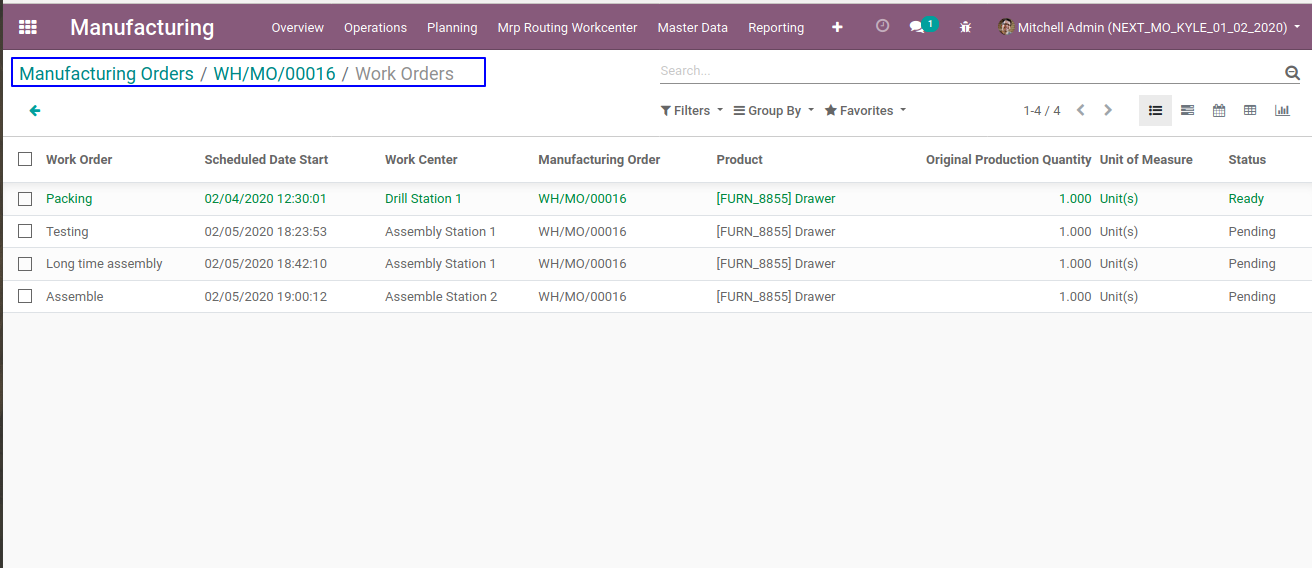 Manufacturing Overview Operations Planning Mrp Routing Workcenter Master Data Reporting 1 Mitchell Admin (NEXT_MO_KYLE_01_02_2020)
Manufacturing Orders / WH/MO/00016 / Work Orders Search...
Filters Group By Favorites 1-4 / 4
Work Order Scheduled Date Start Work Center Manufacturing Order Product Original Production Quantity Unit of Measure Status
Packing 02/04/2020 12:30:01 Drill Station 1 WH/MO/00016 [FURN_8855] Drawer 1.000 Unit(s) Ready
Testing 02/05/2020 18:23:53 Assembly Station 1 WH/MO/00016 [FURN_8855] Drawer 1.000 Unit(s) Pending
Long time assembly 02/05/2020 18:42:10 Assembly Station 1 WH/MO/00016 [FURN_8855] Drawer 1.000 Unit(s) Pending
Assemble 02/05/2020 19:00:12 Assemble Station 2 WH/MO/00016 [FURN_8855] Drawer 1.000 Unit(s) Pending